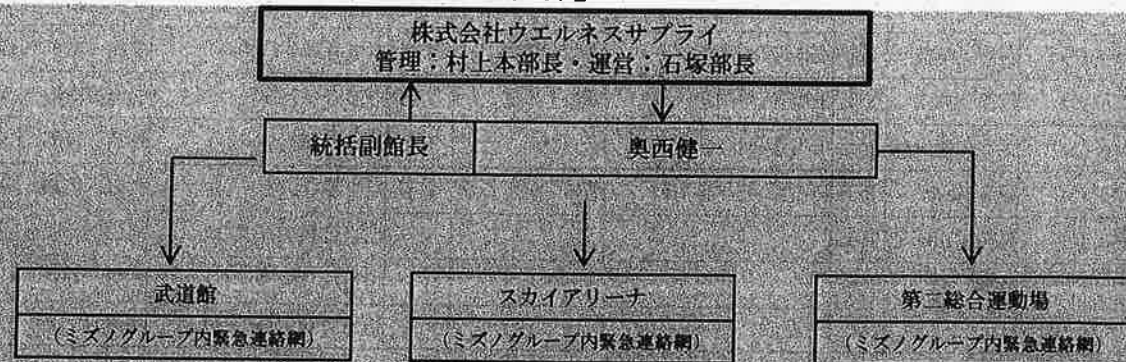 株式会社ウエルネスサプライ
管理：村上本部長・運営：石塚部長
統括副館長
奥西健一
武道館
スカイアリーナ
第三総合運動場
（ミズノグループ内緊急連絡網）
（ミズノグループ内緊急連絡網）
（ミズノグループ内緊急連絡網）